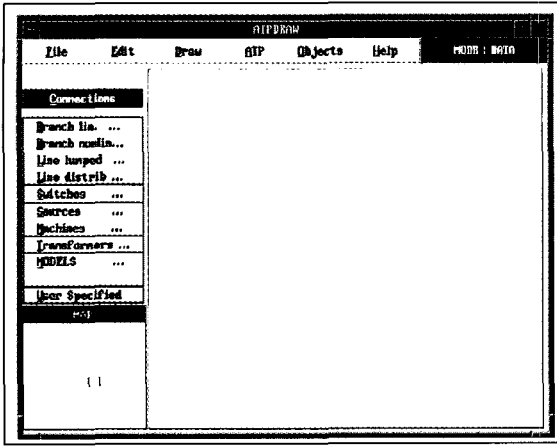 ATPDRAW
File Edit Draw ATP Objects Help MODE : DATA
Connections
Branch lin. ...
Branch nonlin...
Line lumped ...
Line distrib ...
Switches ...
Sources ...
Machines ...
Transformers ...
MODELS ...
User Specified
MAP
[ ]